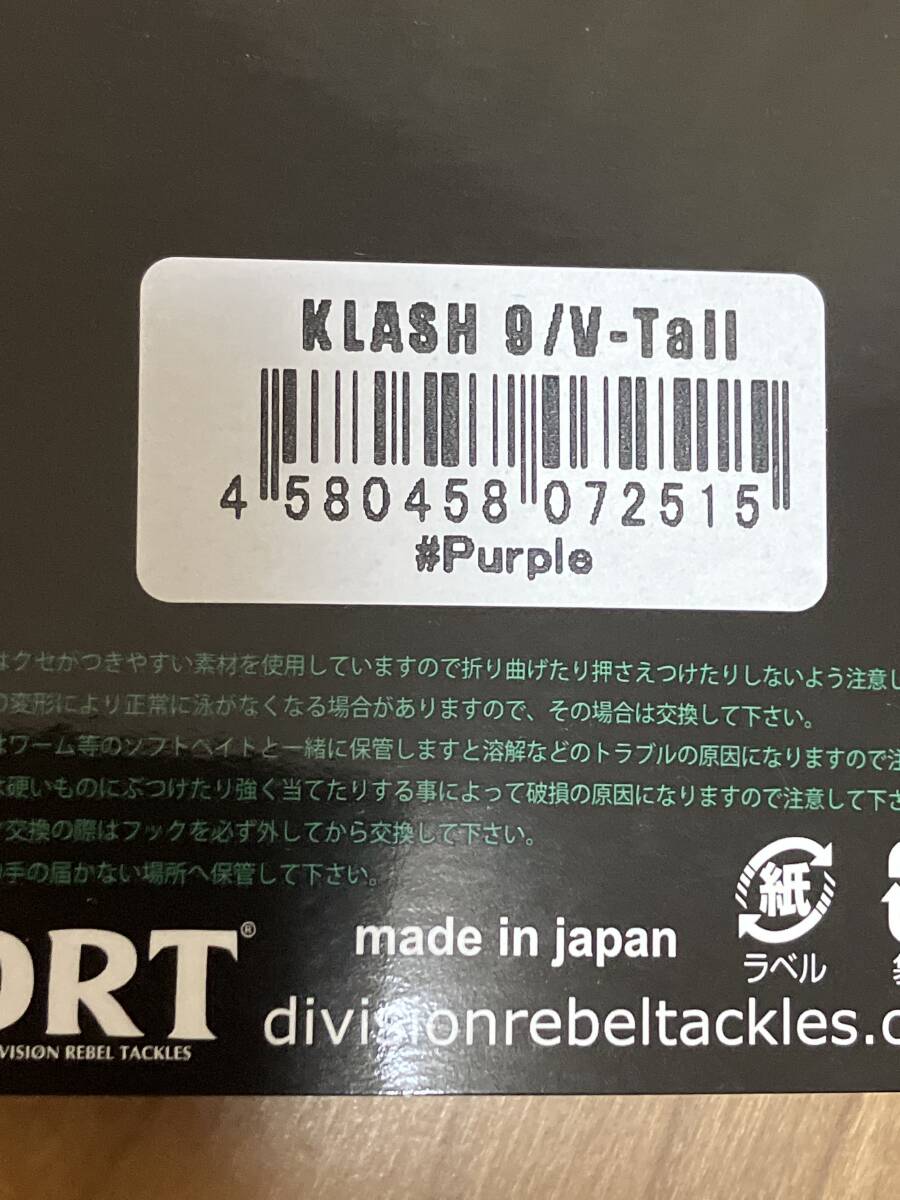 KLASH 9/V-Tail
4 580458 072515
#Purple
はクセがつきやすい素材を使用していますので折り曲げたり押さえつけたりしないよう注意し
の変形により正常に泳がなくなる場合がありますので、その場合は交換して下さい。
はワーム等のソフトベイトと一緒に保管しますと溶解などのトラブルの原因になりますので注
は硬いものにぶつけたり強く当てたりする事によって破損の原因になりますので注意して下さ
交換の際はフックを必ず外してから交換して下さい。
手の届かない場所へ保管して下さい。
DRT®
VISION REBEL TACKLES
made in japan
divisionrebeltackles.c
紙
ラベル